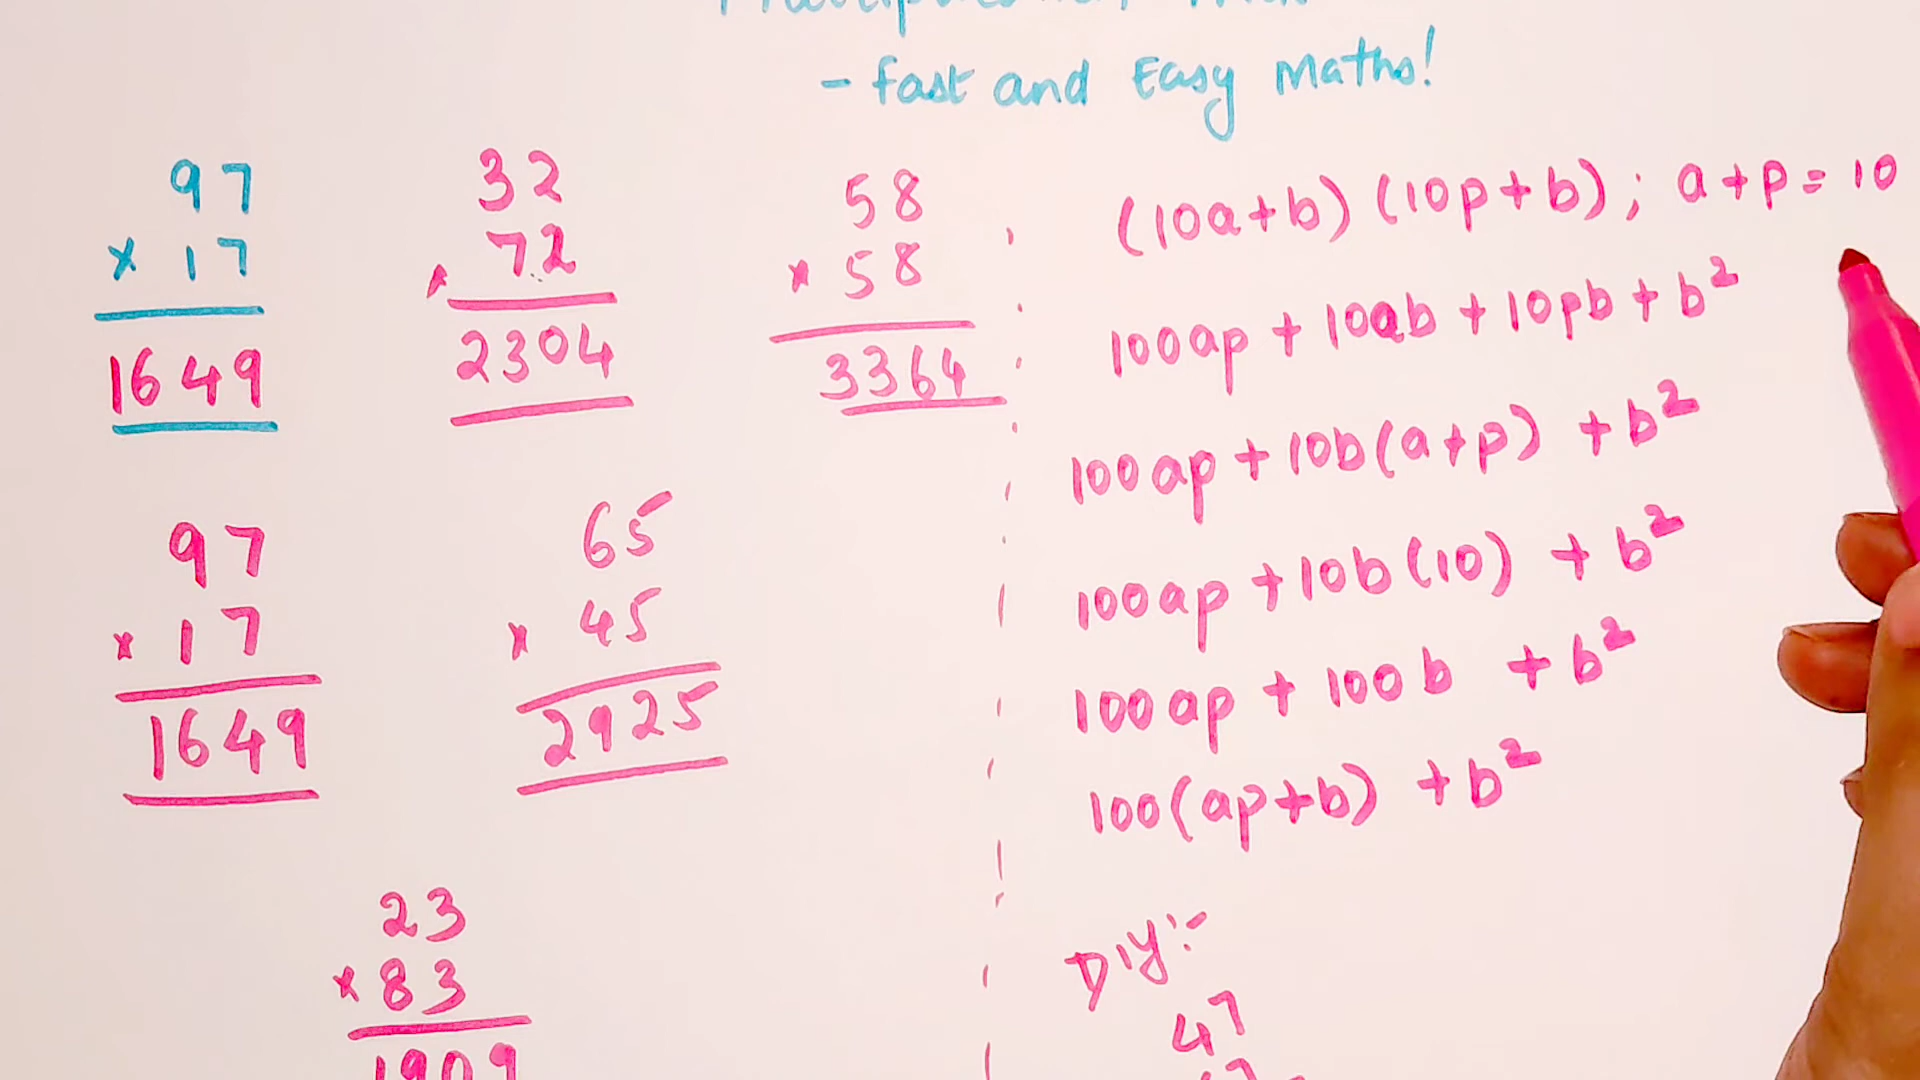 - fast and Easy Maths!
97
× 17
1649
32
× 72
2304
58
× 58
3364
97
× 17
1649
65
× 45
2925
23
× 83
1909
(10a+b) (10p+b) ; a+p = 10
100ap + 10ab + 10pb + b²
100ap + 10b(a+p) + b²
100ap + 10b(10) + b²
100ap + 100b + b²
100(ap+b) + b²
DIY:-
47